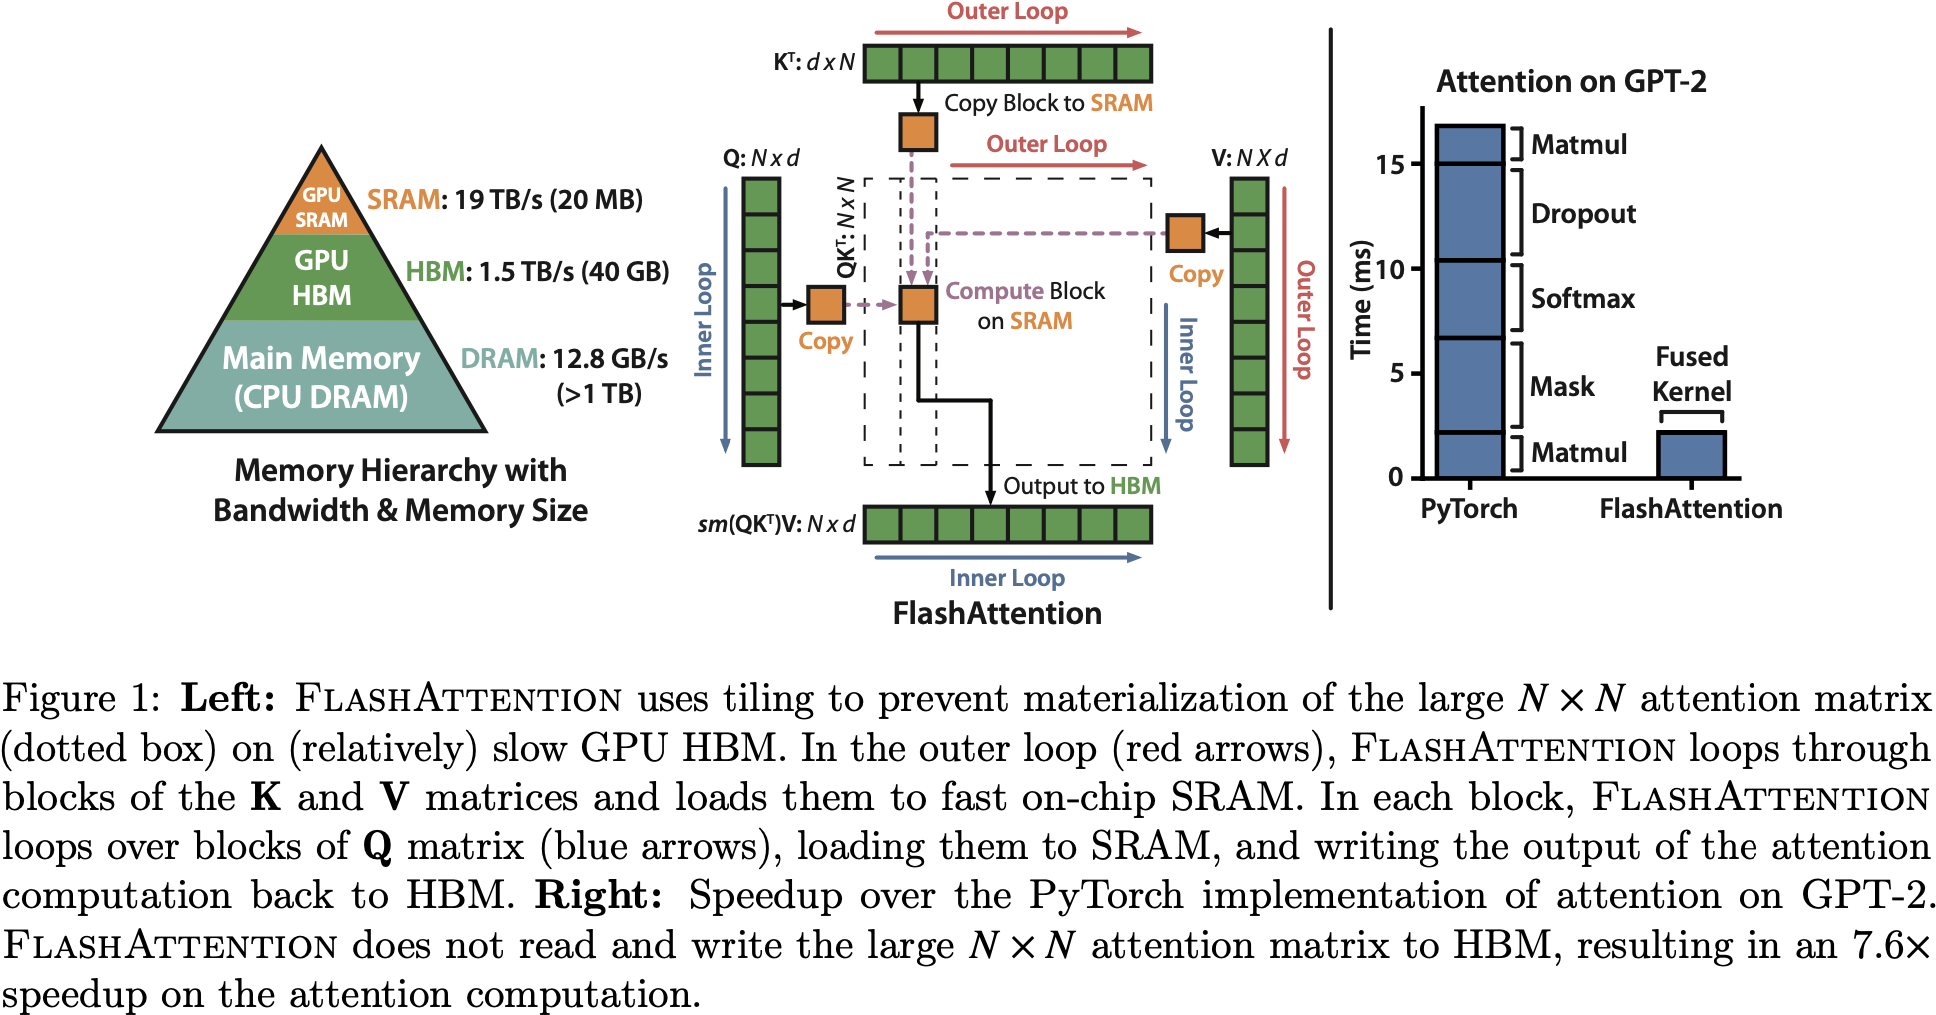 GPU
SRAM
GPU
HBM
Main Memory
(CPU DRAM)
SRAM: 19 TB/s (20 MB)
HBM: 1.5 TB/s (40 GB)
DRAM: 12.8 GB/s
(>1 TB)
Memory Hierarchy with
Bandwidth & Memory Size
Outer Loop
Kᵀ: d x N
Copy Block to SRAM
Outer Loop
Q: N x d
V: N X d
QKᵀ: N x N
Inner Loop
Copy
Compute Block
on SRAM
Copy
Inner Loop
Outer Loop
Output to HBM
sm(QKᵀ)V: N x d
Inner Loop
FlashAttention
Attention on GPT-2
Time (ms)
15
10
5
0
Matmul
Dropout
Softmax
Mask
Matmul
Fused
Kernel
PyTorch
FlashAttention
Figure 1: Left: FLASHATTENTION uses tiling to prevent materialization of the large N × N attention matrix
(dotted box) on (relatively) slow GPU HBM. In the outer loop (red arrows), FLASHATTENTION loops through
blocks of the K and V matrices and loads them to fast on-chip SRAM. In each block, FLASHATTENTION
loops over blocks of Q matrix (blue arrows), loading them to SRAM, and writing the output of the attention
computation back to HBM. Right: Speedup over the PyTorch implementation of attention on GPT-2.
FLASHATTENTION does not read and write the large N × N attention matrix to HBM, resulting in an 7.6×
speedup on the attention computation.